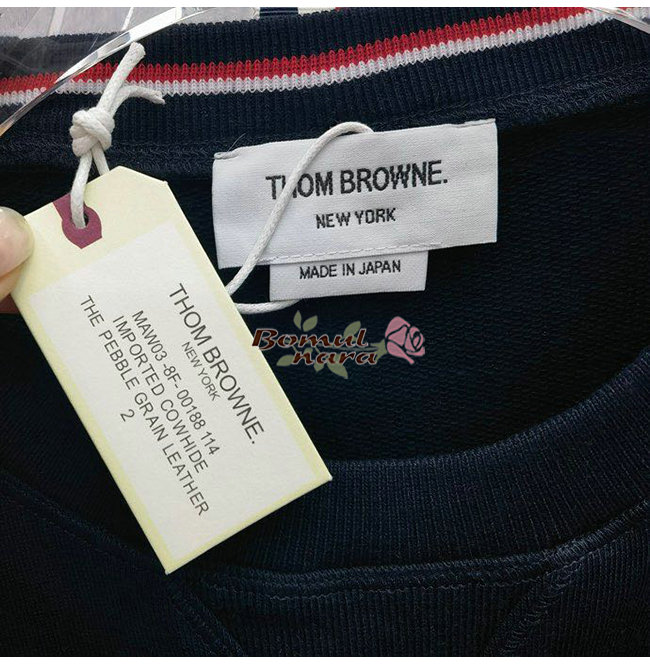 THOM BROWNE.
NEW YORK
MADE IN JAPAN
THOM BROWNE.
NEW YORK
MAW03 -8F- 00188 114
IMPORTED COWHIDE
THE PEBBLE GRAIN LEATHER
2
Bomul
nara